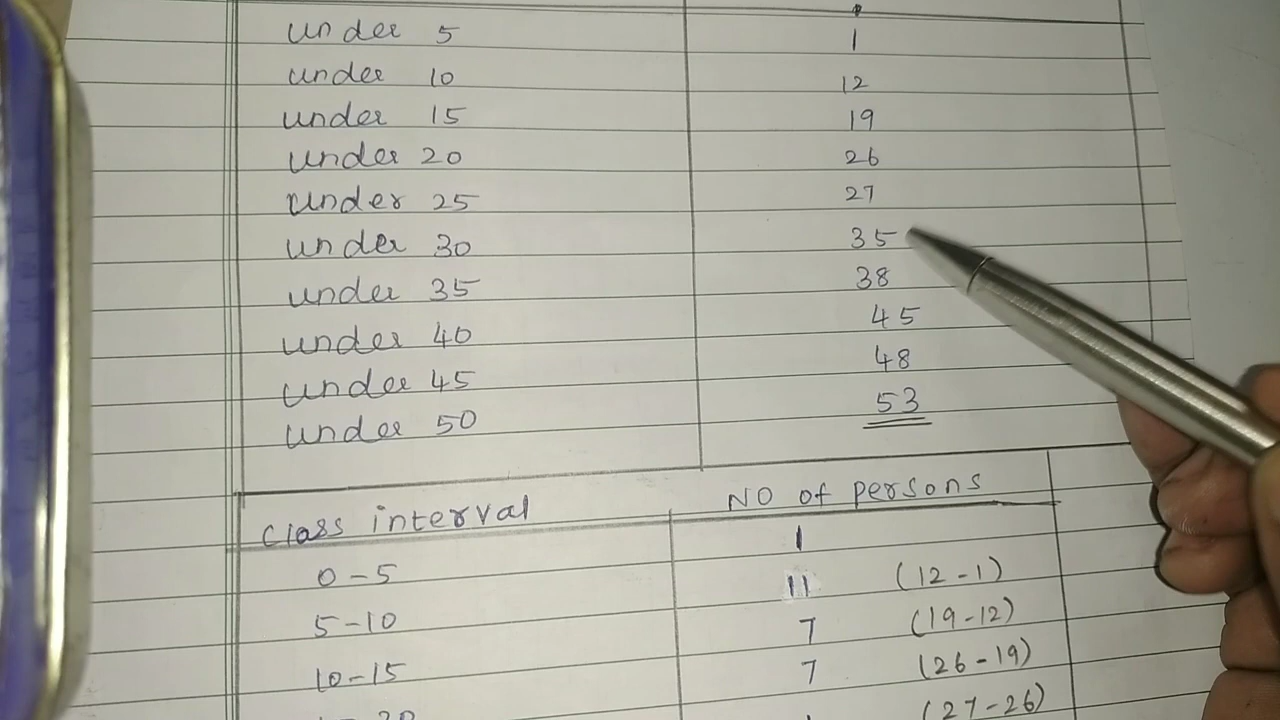 under 5 1
under 10 12
under 15 19
under 20 26
under 25 27
under 30 35
under 35 38
under 40 45
under 45 48
under 50 53
Class interval NO of persons
0-5 1
5-10 11 (12-1)
10-15 7 (19-12)
7 (26-19)
20 (27-26)